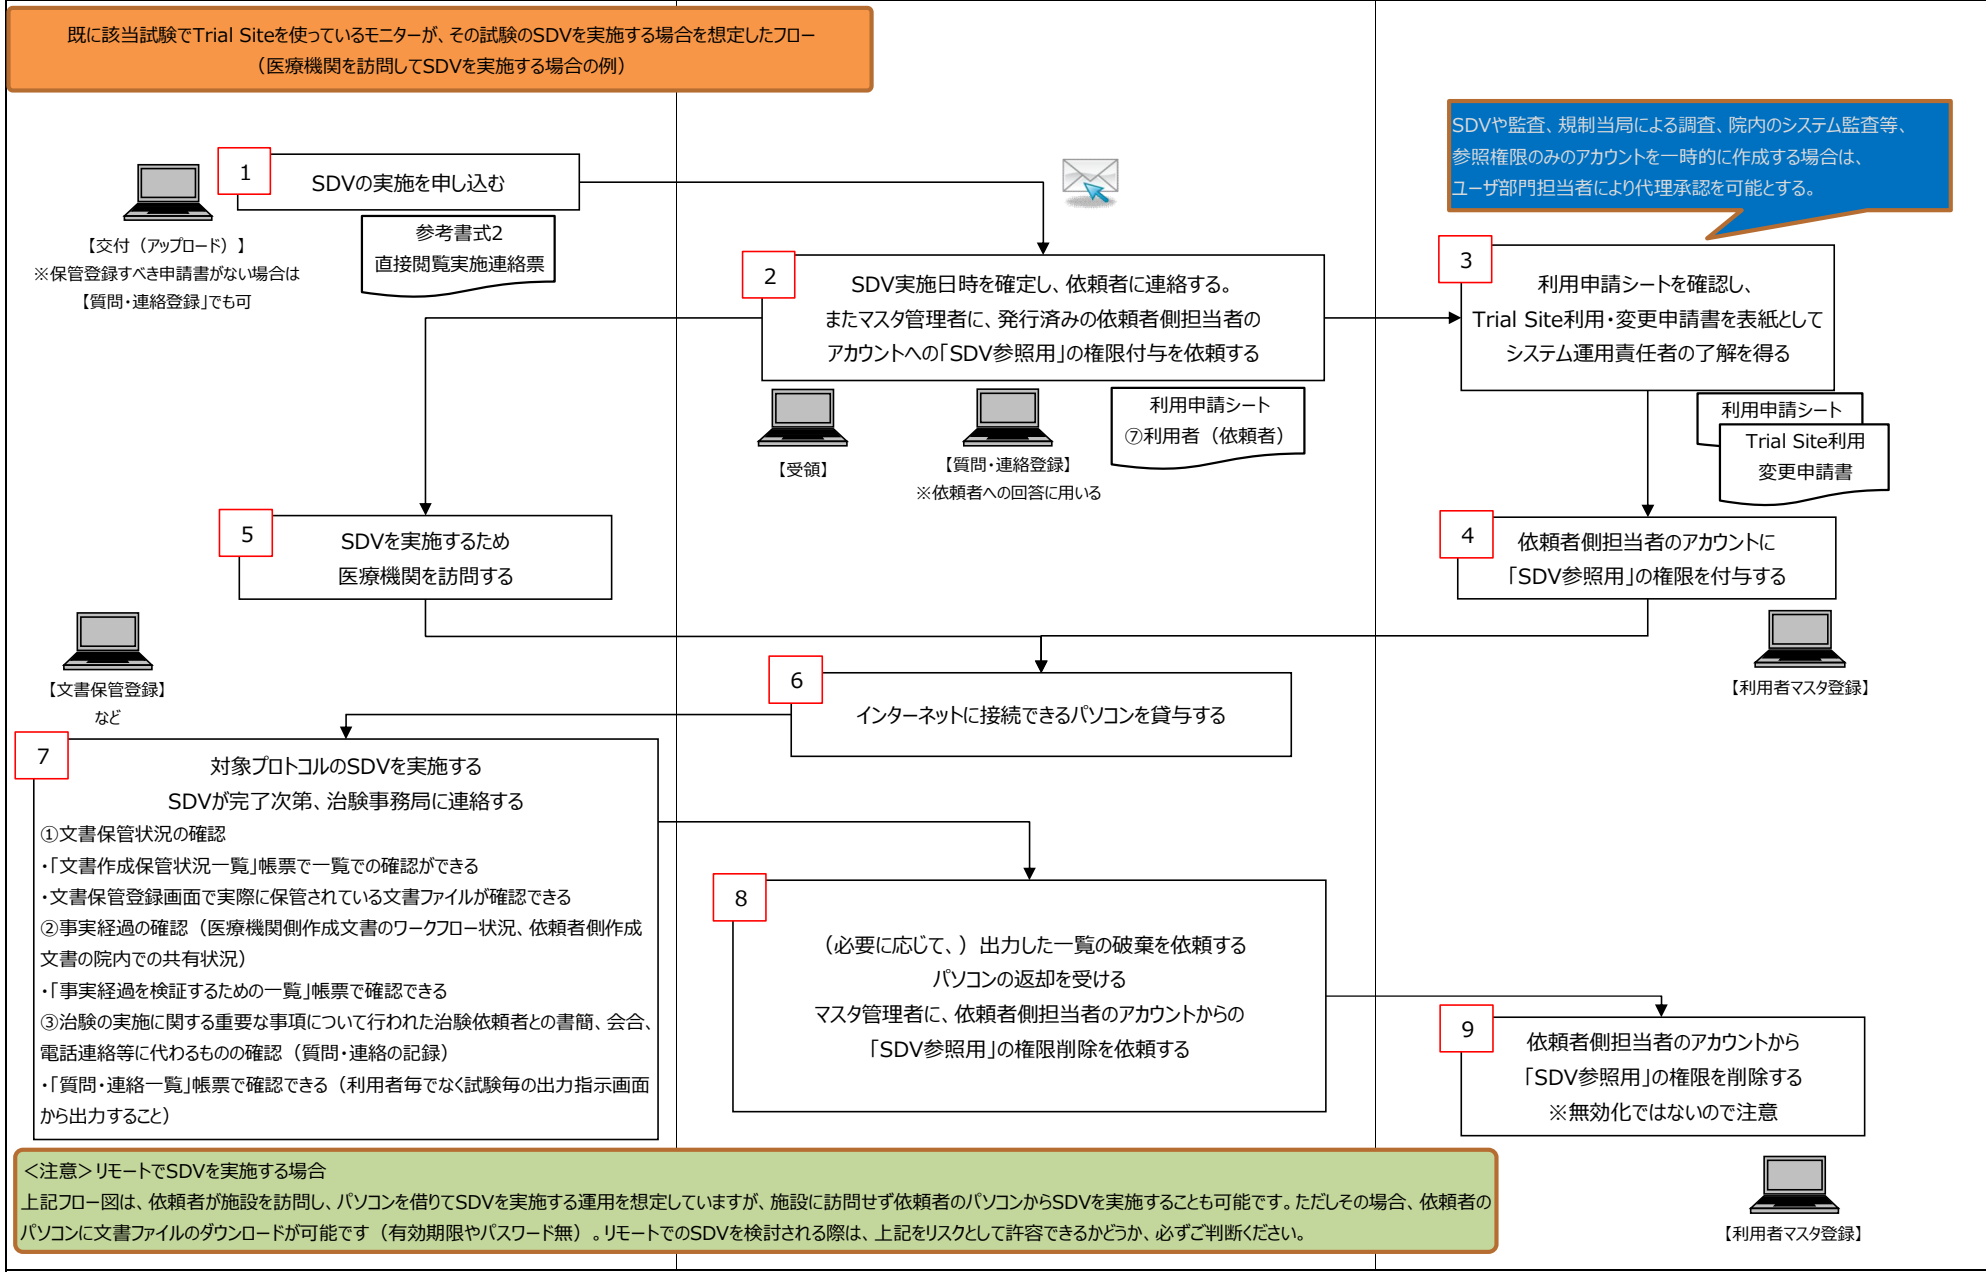 既に該当試験でTrial Siteを使っているモニターが、その試験のSDVを実施する場合を想定したフロー
（医療機関を訪問してSDVを実施する場合の例）
SDVや監査、規制当局による調査、院内のシステム監査等、
参照権限のみのアカウントを一時的に作成する場合は、
ユーザ部門担当者により代理承認を可能とする。
1
SDVの実施を申し込む
【交付（アップロード）】
※保管登録すべき申請書がない場合は
【質問・連絡登録】でも可
参考書式2
直接閲覧実施連絡票
2
SDV実施日時を確定し、依頼者に連絡する。
またマスタ管理者に、発行済みの依頼者側担当者の
アカウントへの「SDV参照用」の権限付与を依頼する
【受領】
【質問・連絡登録】
※依頼者への回答に用いる
利用申請シート
⑦利用者（依頼者）
3
利用申請シートを確認し、
Trial Site利用・変更申請書を表紙として
システム運用責任者の了解を得る
利用申請シート
Trial Site利用
変更申請書
4
依頼者側担当者のアカウントに
「SDV参照用」の権限を付与する
【利用者マスタ登録】
5
SDVを実施するため
医療機関を訪問する
6
インターネットに接続できるパソコンを貸与する
【文書保管登録】
など
7
対象プロトコルのSDVを実施する
SDVが完了次第、治験事務局に連絡する
①文書保管状況の確認
・「文書作成保管状況一覧」帳票で一覧での確認ができる
・文書保管登録画面で実際に保管されている文書ファイルが確認できる
②事実経過の確認（医療機関側作成文書のワークフロー状況、依頼者側作成
文書の院内での共有状況）
・「事実経過を検証するための一覧」帳票で確認できる
③治験の実施に関する重要な事項について行われた治験依頼者との書簡、会合、
電話連絡等に代わるものの確認（質問・連絡の記録）
・「質問・連絡一覧」帳票で確認できる（利用者毎でなく試験毎の出力指示画面
から出力すること）
8
（必要に応じて、）出力した一覧の破棄を依頼する
パソコンの返却を受ける
マスタ管理者に、依頼者側担当者のアカウントからの
「SDV参照用」の権限削除を依頼する
9
依頼者側担当者のアカウントから
「SDV参照用」の権限を削除する
※無効化ではないので注意
【利用者マスタ登録】
＜注意＞リモートでSDVを実施する場合
上記フロー図は、依頼者が施設を訪問し、パソコンを借りてSDVを実施する運用を想定していますが、施設に訪問せず依頼者のパソコンからSDVを実施することも可能です。ただしその場合、依頼者の
パソコンに文書ファイルのダウンロードが可能です（有効期限やパスワード無）。リモートでのSDVを検討される際は、上記をリスクとして許容できるかどうか、必ずご判断ください。